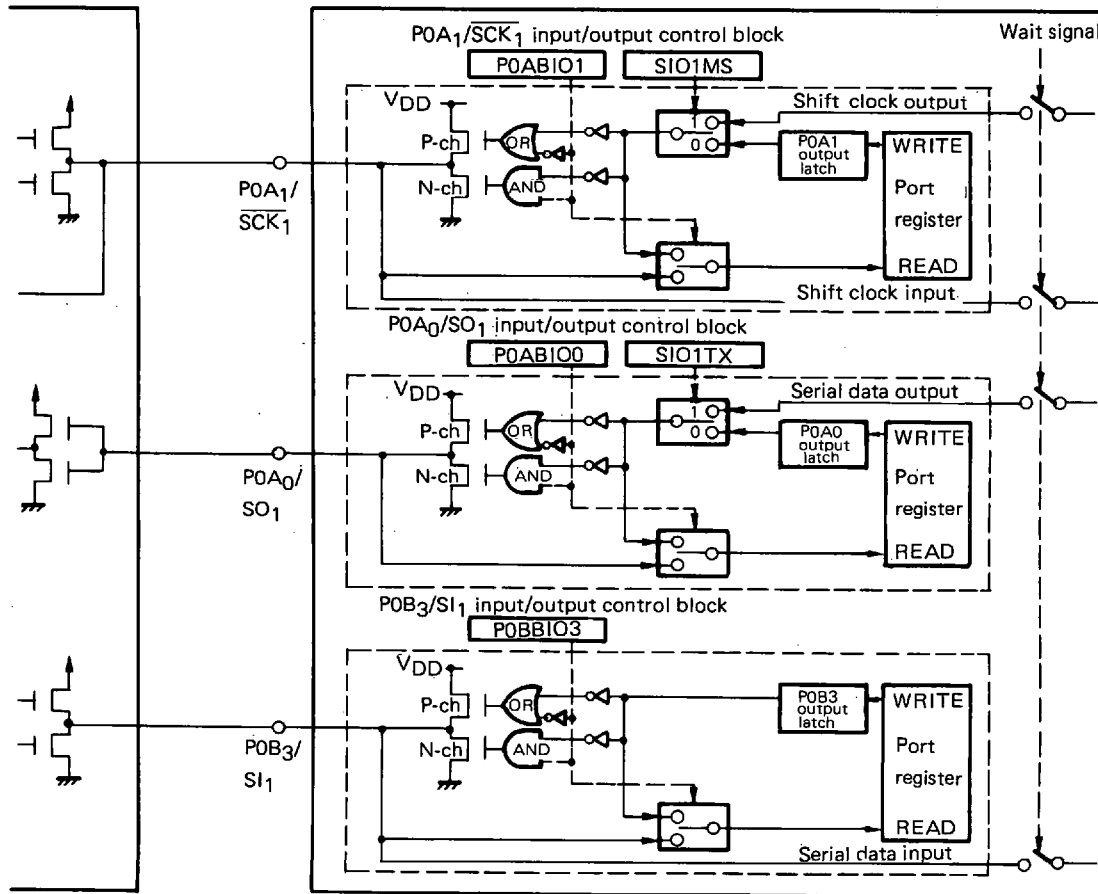 P0A1/SCK1 input/output control block
Wait signal
P0ABIO1
SIO1MS
VDD
P-ch
OR
N-ch
AND
1
0
Shift clock output
P0A1
output
latch
WRITE
Port
register
READ
P0A1/
SCK1
Shift clock input
P0A0/SO1 input/output control block
P0ABIO0
SIO1TX
VDD
P-ch
OR
N-ch
AND
1
0
Serial data output
P0A0
output
latch
WRITE
Port
register
READ
P0A0/
SO1
P0B3/SI1 input/output control block
P0BBIO3
VDD
P-ch
OR
N-ch
AND
P0B3
output
latch
WRITE
Port
register
READ
P0B3/
SI1
Serial data input